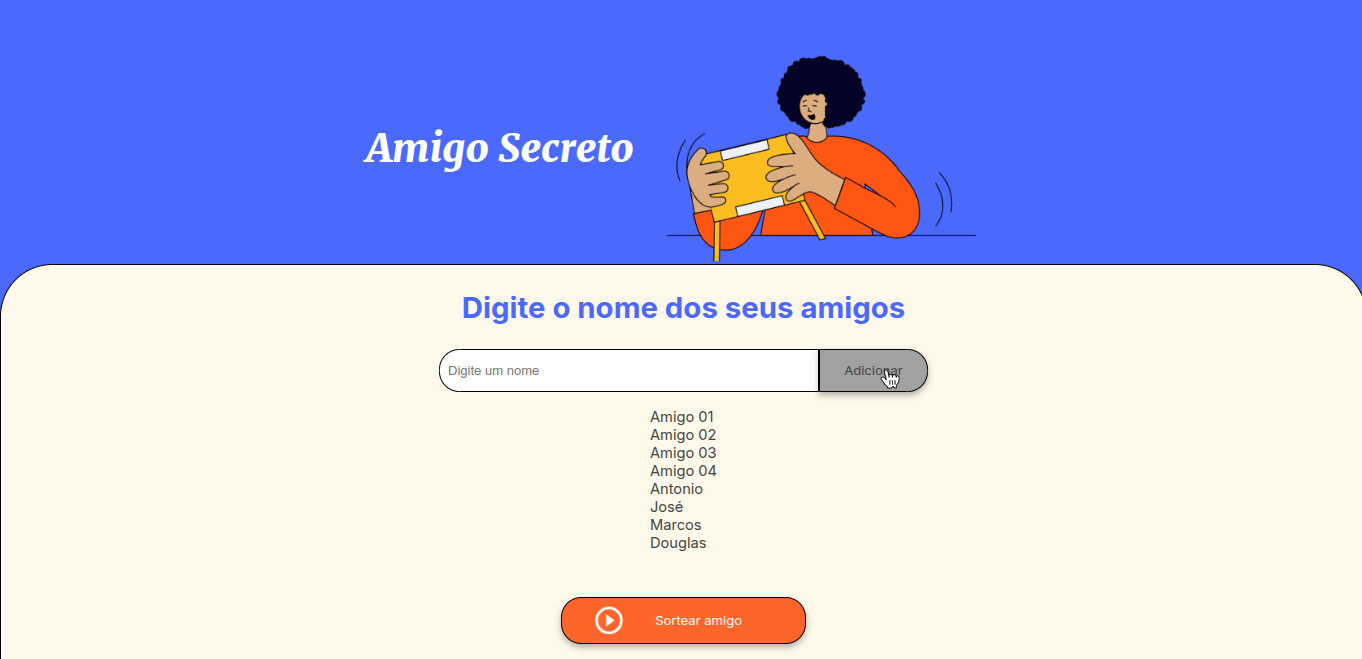 Amigo Secreto
Digite o nome dos seus amigos
Digite um nome
Adicionar
Amigo 01
Amigo 02
Amigo 03
Amigo 04
Antonio
José
Marcos
Douglas
Sortear amigo